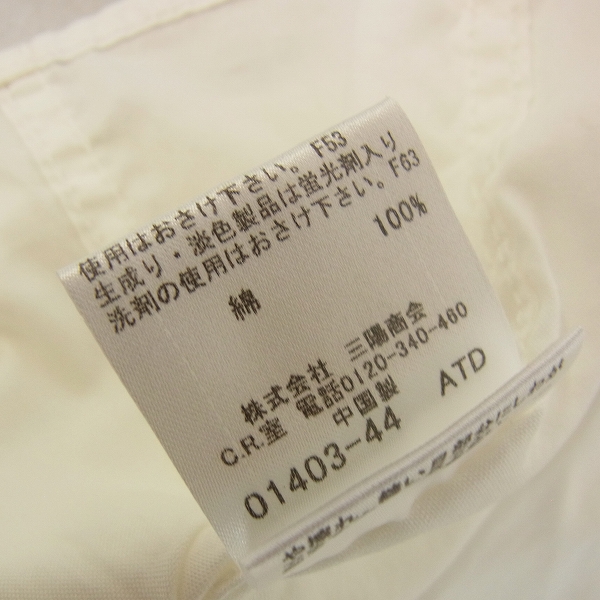 使用はおさけ下さい。 F53
生成り・淡色製品は蛍光剤入り
洗剤の使用はおさけ下さい。 F63
綿 100%
株式会社 三陽商会
C.R.室 電話0120-340-460
中国製
01403-44 ATD